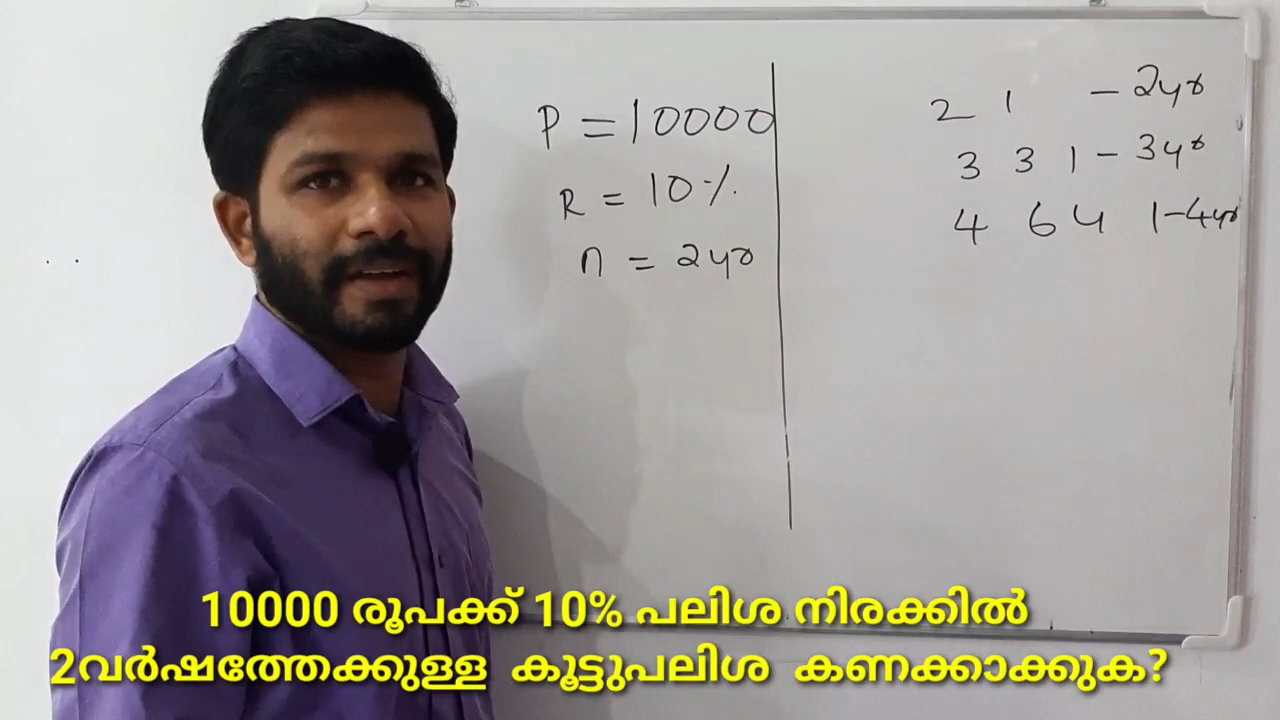 P = 10000
R = 10%
n = 2yr
2 1 - 2yr
3 3 1 - 3yr
4 6 4 1-4yr
10000 രൂപക്ക് 10% പലിശ നിരക്കിൽ
2വർഷത്തേക്കുള്ള കൂട്ടുപലിശ കണക്കാക്കുക?